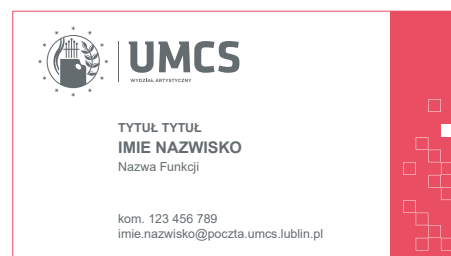 UMCS
WYDZIAŁ ARTYSTYCZNY
TYTUŁ TYTUŁ
IMIE NAZWISKO
Nazwa Funkcji
kom. 123 456 789
imie.nazwisko@poczta.umcs.lublin.pl